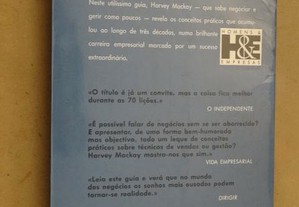 Neste utilíssimo guia, Harvey Mackay — que sabe negociar e
gerir como poucos — revela os conceitos práticos que acumu-
lou ao longo de três décadas, numa brilhante
carreira empresarial marcada por um sucesso
extraordinário.
HOMENS E
H&E
EMPRESAS
«O título é já um convite, mas o coisa fica melhor
durante as 70 lições.»
O INDEPENDENTE
«É possível falar de negócios sem se ser aborrecido?
E apresentar, de uma forma bem-humorada
mas objectiva, todo um leque de conceitos
práticos sobre técnicas de vendas ou gestão?
Harvey Mackay mostra-nos que sim.»
VIDA EMPRESARIAL
«Leia este guia e verá que no mundo
dos negócios os sonhos mais ousados podem
tornar-se realidade.»
DIRIGIR